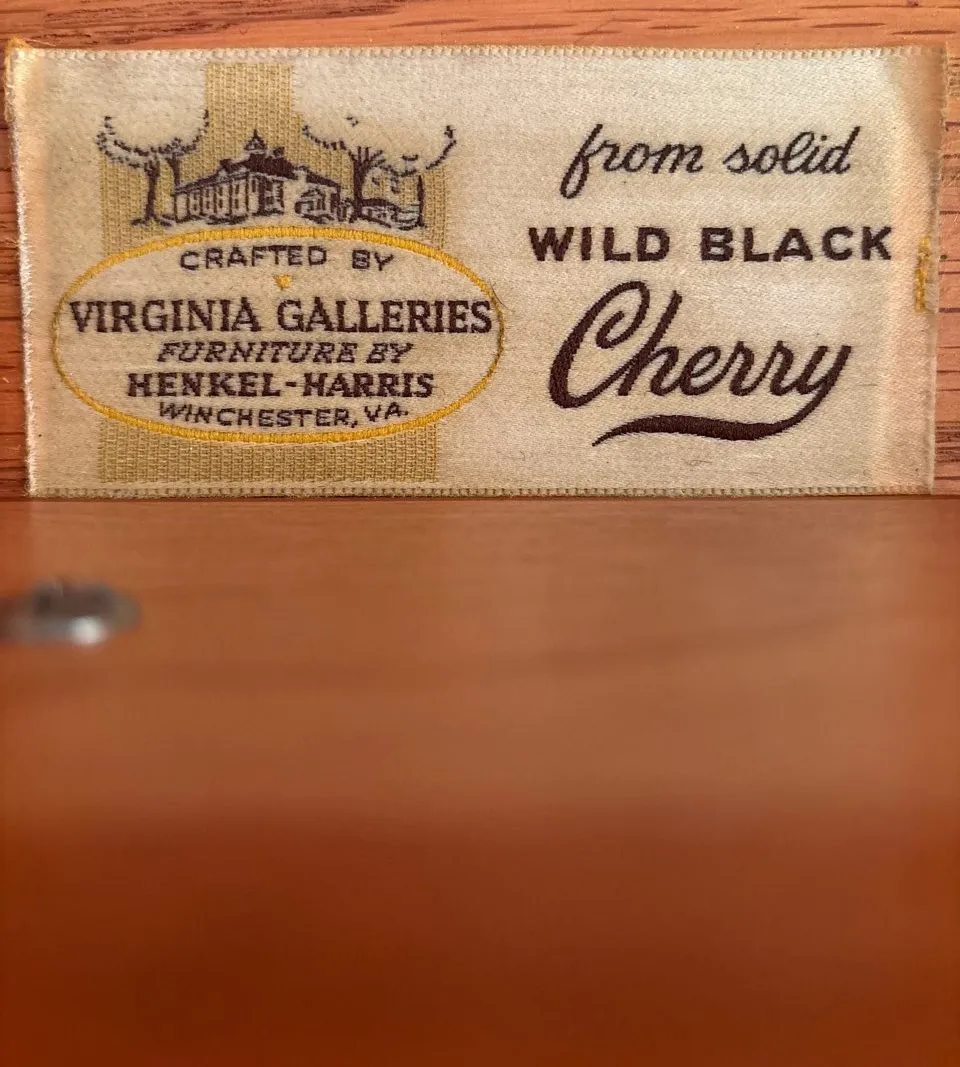 CRAFTED BY
VIRGINIA GALLERIES
FURNITURE BY
HENKEL-HARRIS
WINCHESTER, VA.
from solid
WILD BLACK
Cherry